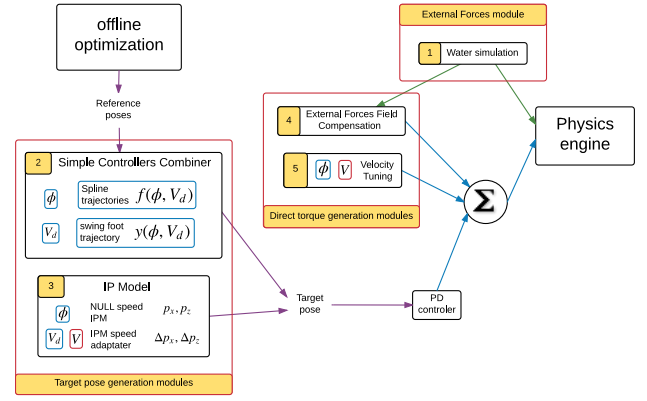 offline
optimization
Reference
poses
External Forces module
1 Water simulation
4 External Forces Field
Compensation
5 ϕ V Velocity
Tuning
Direct torque generation modules
Physics
engine
Σ
2 Simple Controllers Combiner
ϕ Spline
trajectories f(ϕ, V_d)
V_d swing foot
trajectory y(ϕ, V_d)
3 IP Model
ϕ NULL speed
IPM p_x, p_z
V_d V IPM speed
adaptater Δp_x, Δp_z
Target pose generation modules
Target
pose
PD
controler